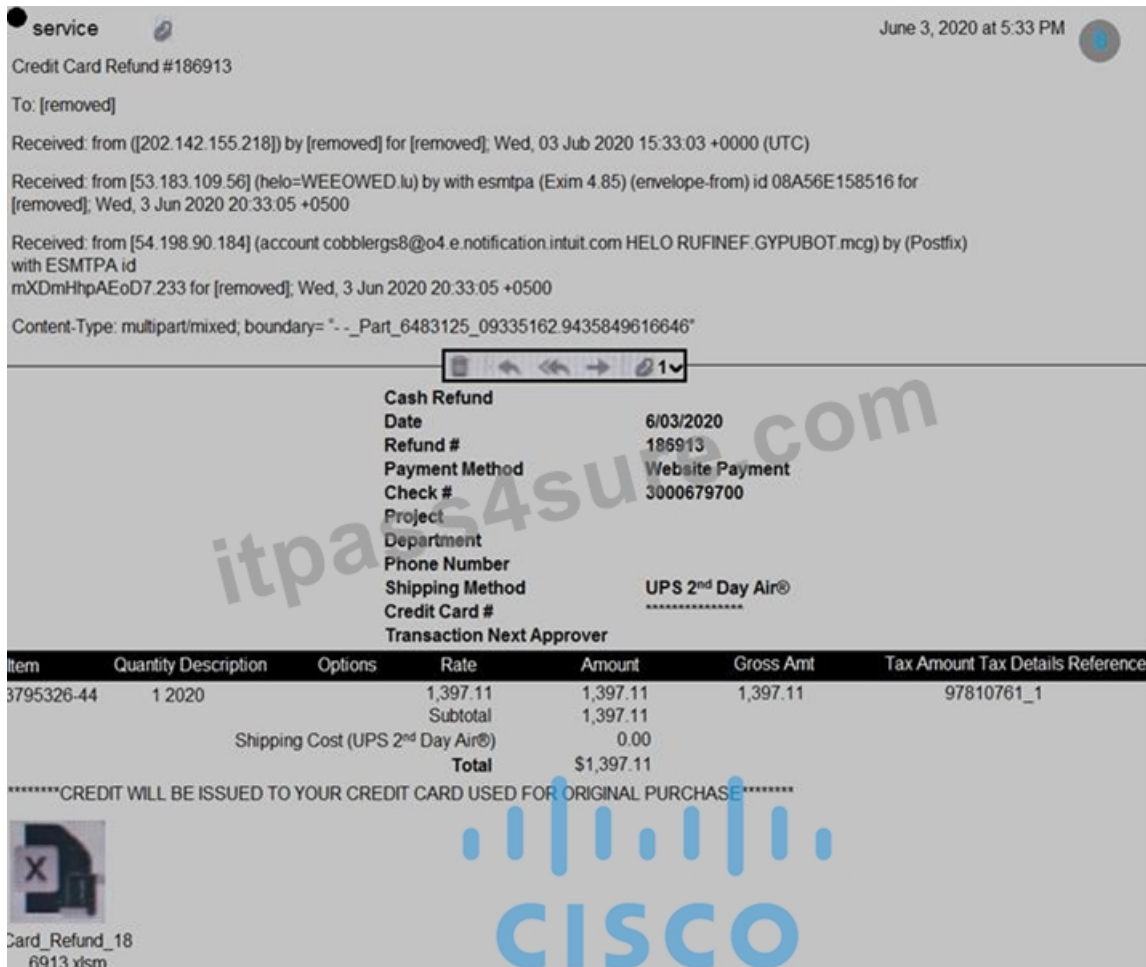 service
June 3, 2020 at 5:33 PM
Credit Card Refund #186913
To: [removed]
Received: from ([202.142.155.218]) by [removed] for [removed]; Wed, 03 Jub 2020 15:33:03 +0000 (UTC)
Received: from [53.183.109.56] (helo=WEEOWED.lu) by with esmtpa (Exim 4.85) (envelope-from) id 08A56E158516 for
[removed]; Wed, 3 Jun 2020 20:33:05 +0500
Received: from [54.198.90.184] (account cobblergs8@o4.e.notification.intuit.com HELO RUFINEF.GYPUBOT.mcg) by (Postfix)
with ESMTPA id
mXDmHhpAEoD7.233 for [removed]; Wed, 3 Jun 2020 20:33:05 +0500
Content-Type: multipart/mixed; boundary= "- -_Part_6483125_09335162.9435849616646"
1
Cash Refund
Date 6/03/2020
Refund # 186913
Payment Method Website Payment
Check # 3000679700
Project
Department
Phone Number
Shipping Method UPS 2nd Day Air®
Credit Card # ***************
Transaction Next Approver
itpass4sure.com
Item Quantity Description Options Rate Amount Gross Amt Tax Amount Tax Details Reference
3795326-44 1 2020 1,397.11 1,397.11 1,397.11 97810761_1
Subtotal 1,397.11
Shipping Cost (UPS 2nd Day Air®) 0.00
Total $1,397.11
********CREDIT WILL BE ISSUED TO YOUR CREDIT CARD USED FOR ORIGINAL PURCHASE********
X
Card_Refund_18
6913.xlsm
CISCO